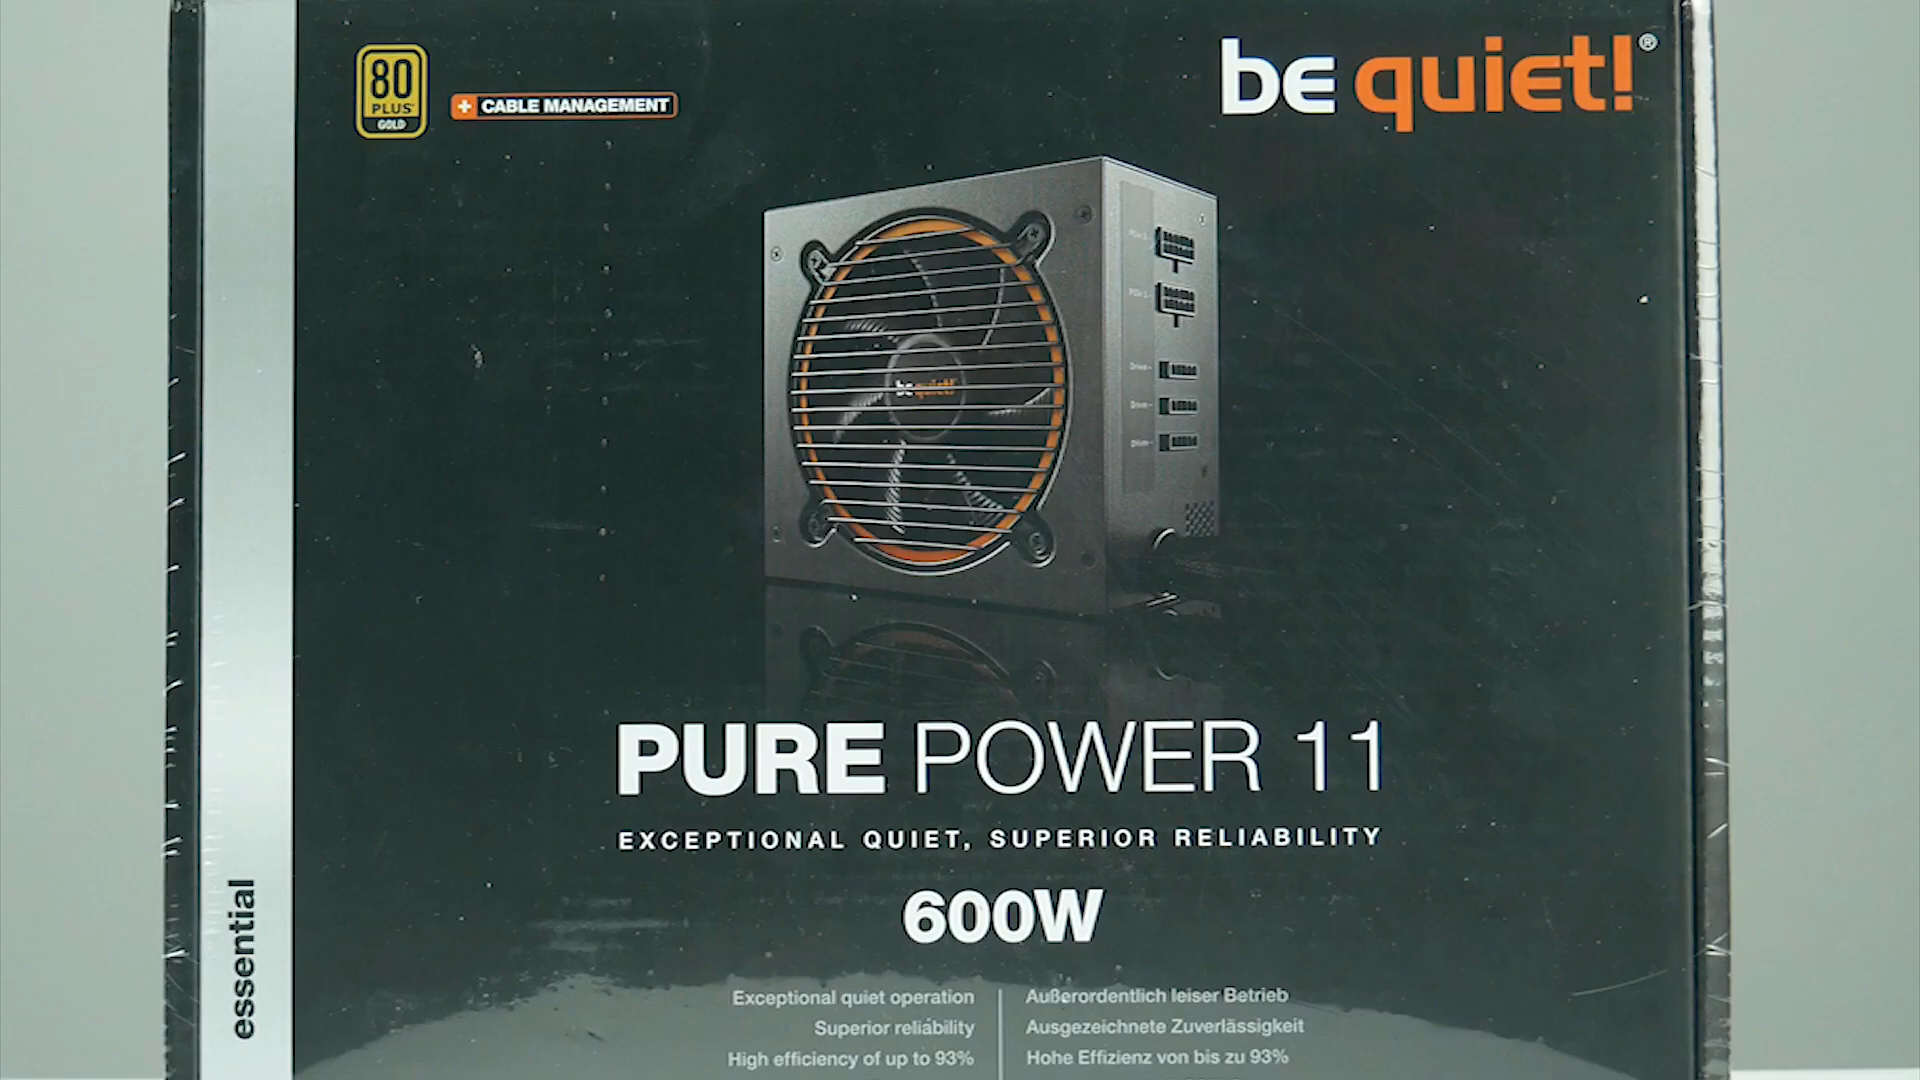 80
PLUS
GOLD
CABLE MANAGEMENT
be quiet!®
be quiet!
PURE POWER 11
EXCEPTIONAL QUIET, SUPERIOR RELIABILITY
600W
essential
Exceptional quiet operation
Superior reliability
High efficiency of up to 93%
Außerordentlich leiser Betrieb
Ausgezeichnete Zuverlässigkeit
Hohe Effizienz von bis zu 93%